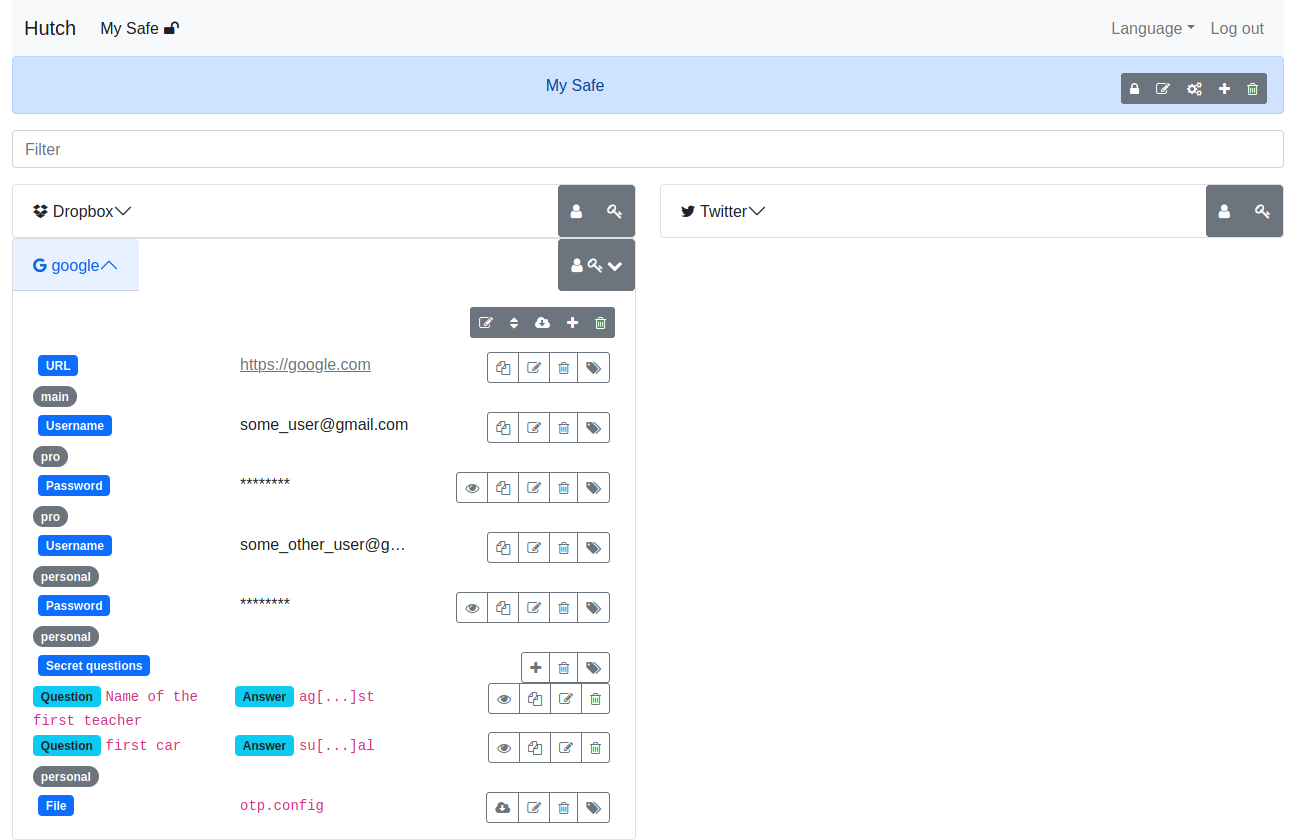 Hutch My Safe Language Log out
My Safe
Filter
Dropbox
Twitter
google
URL https://google.com
main
Username some_user@gmail.com
pro
Password ********
pro
Username some_other_user@g…
personal
Password ********
personal
Secret questions
Question Name of the first teacher Answer ag[...]st
Question first car Answer su[...]al
personal
File otp.config